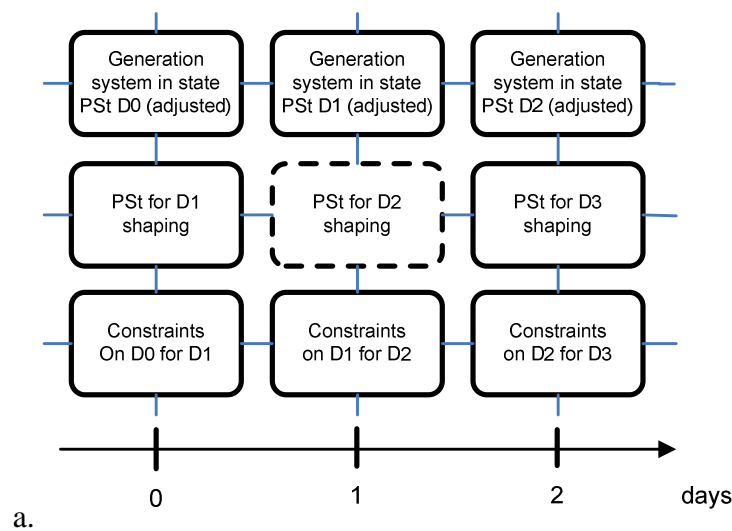 Generation
system in state
PSt D0 (adjusted)
Generation
system in state
PSt D1 (adjusted)
Generation
system in state
PSt D2 (adjusted)
PSt for D1
shaping
PSt for D2
shaping
PSt for D3
shaping
Constraints
On D0 for D1
Constraints
on D1 for D2
Constraints
on D2 for D3
0
1
2
days
a.